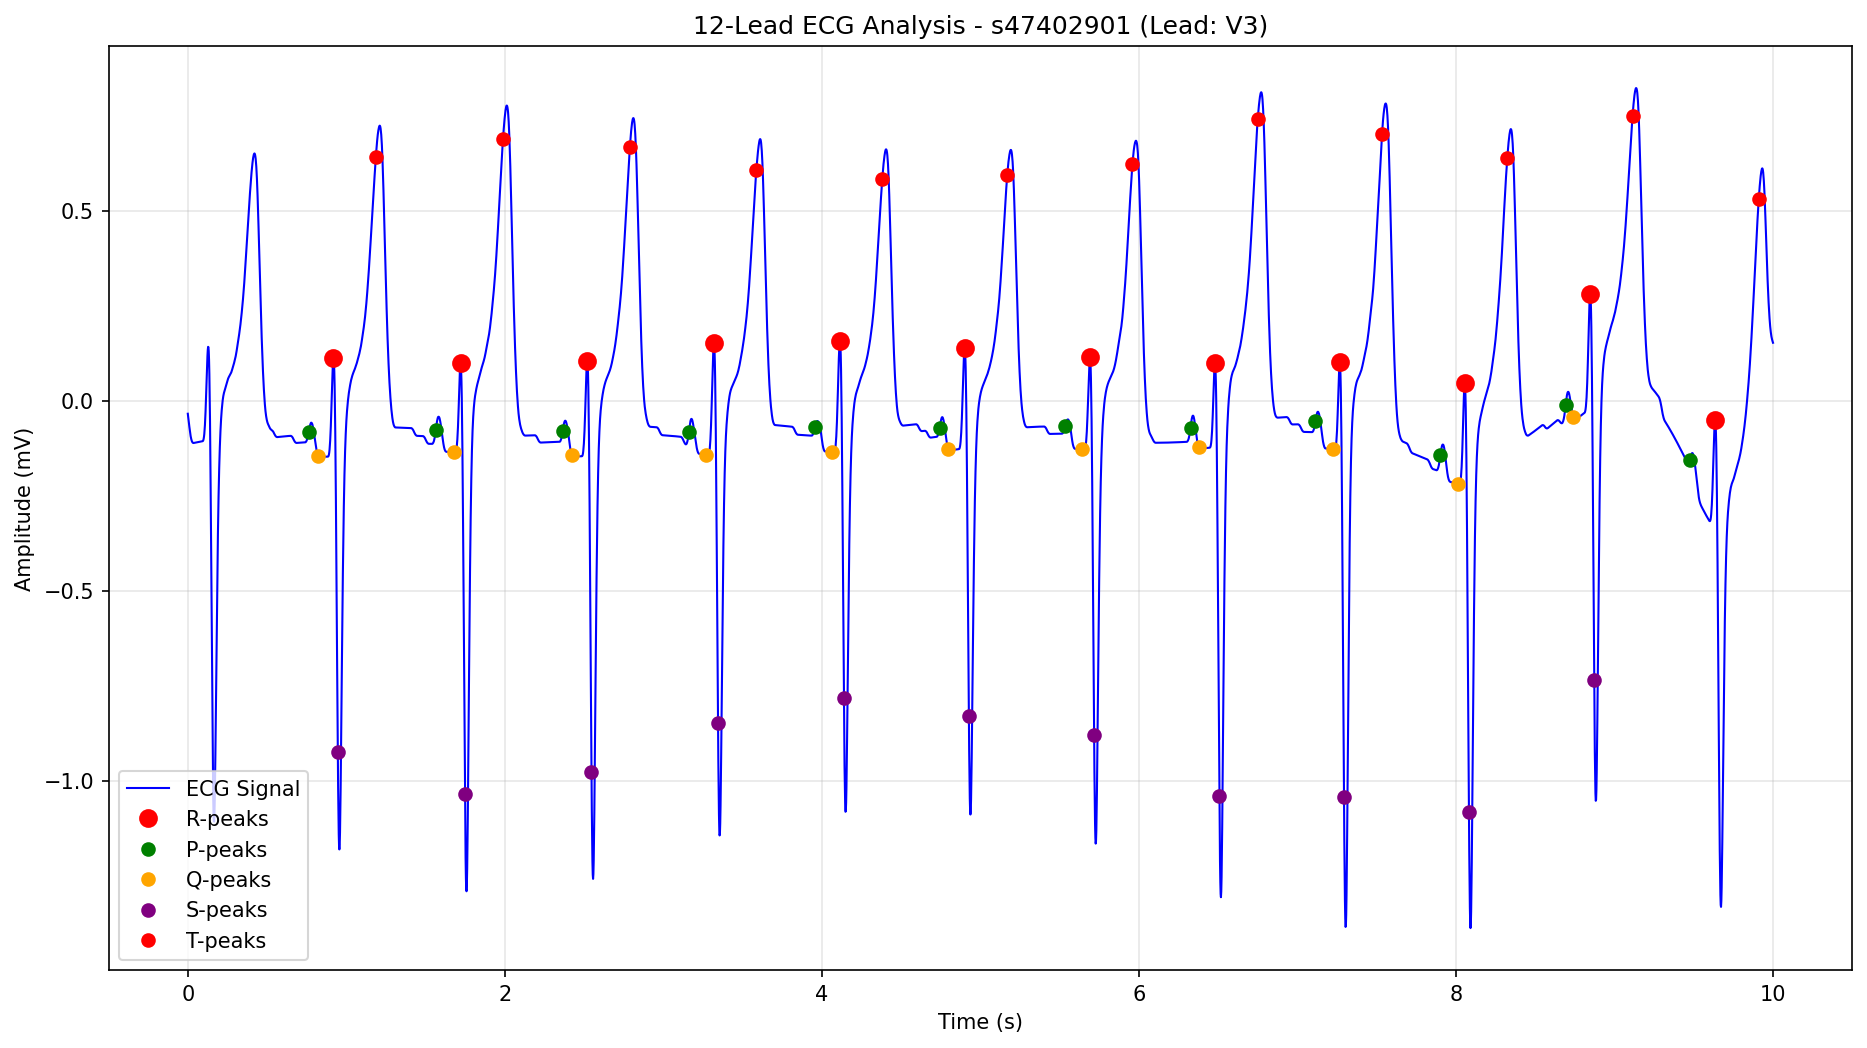 12-Lead ECG Analysis - s47402901 (Lead: V3)
Amplitude (mV)
0.5
0.0
−0.5
−1.0
ECG Signal
R-peaks
P-peaks
Q-peaks
S-peaks
T-peaks
0 2 4 6 8 10
Time (s)